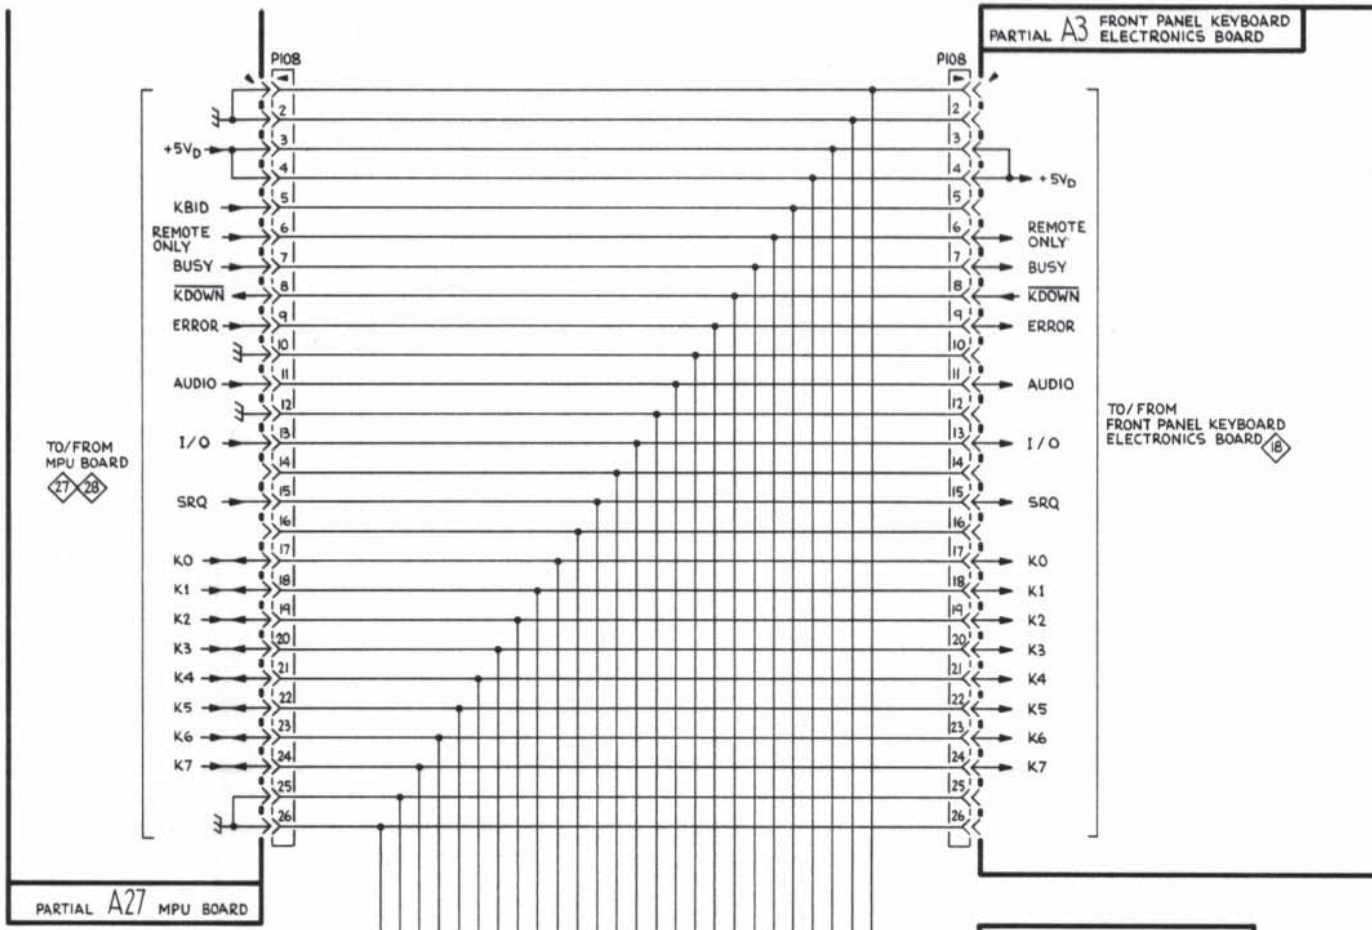 PARTIAL A3 FRONT PANEL KEYBOARD
ELECTRONICS BOARD
P108
P108
2
2
3
3
+5VD
4
4
+5VD
5
5
KBID
6
6
REMOTE
ONLY
REMOTE
ONLY
7
7
BUSY
BUSY
8
8
KDOWN
KDOWN
9
9
ERROR
ERROR
10
10
11
11
AUDIO
AUDIO
12
12
13
13
I/O
I/O
TO/FROM
MPU BOARD
27 28
TO/FROM
FRONT PANEL KEYBOARD
ELECTRONICS BOARD 18
14
14
15
15
SRQ
SRQ
16
16
17
17
K0
K0
18
18
K1
K1
19
19
K2
K2
20
20
K3
K3
21
21
K4
K4
22
22
K5
K5
23
23
K6
K6
24
24
K7
K7
25
25
26
26
PARTIAL A27 MPU BOARD